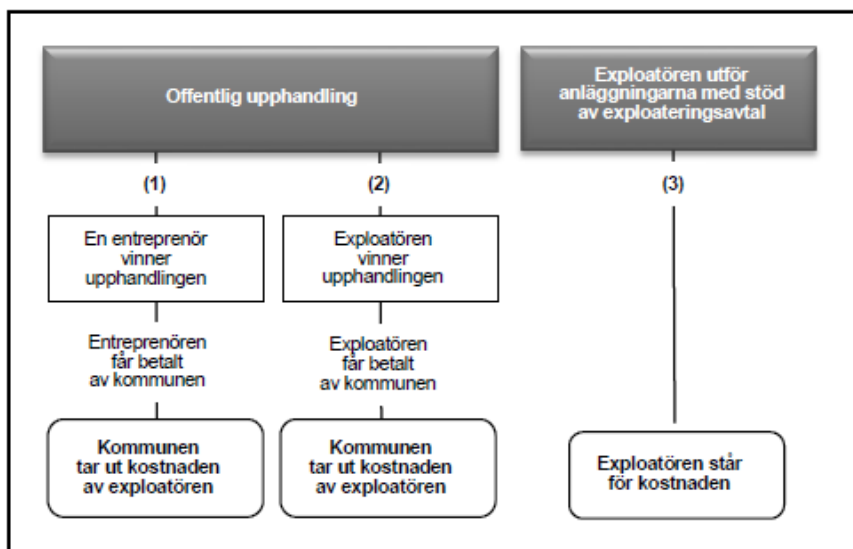 Offentlig upphandling
Exploatören utför
anläggningarna med stöd
av exploateringsavtal
(1)
(2)
(3)
En entreprenör
vinner
upphandlingen
Exploatören
vinner
upphandlingen
Entreprenören
får betalt
av kommunen
Exploatören
får betalt
av kommunen
Kommunen
tar ut kostnaden
av exploatören
Kommunen
tar ut kostnaden
av exploatören
Exploatören står
för kostnaden